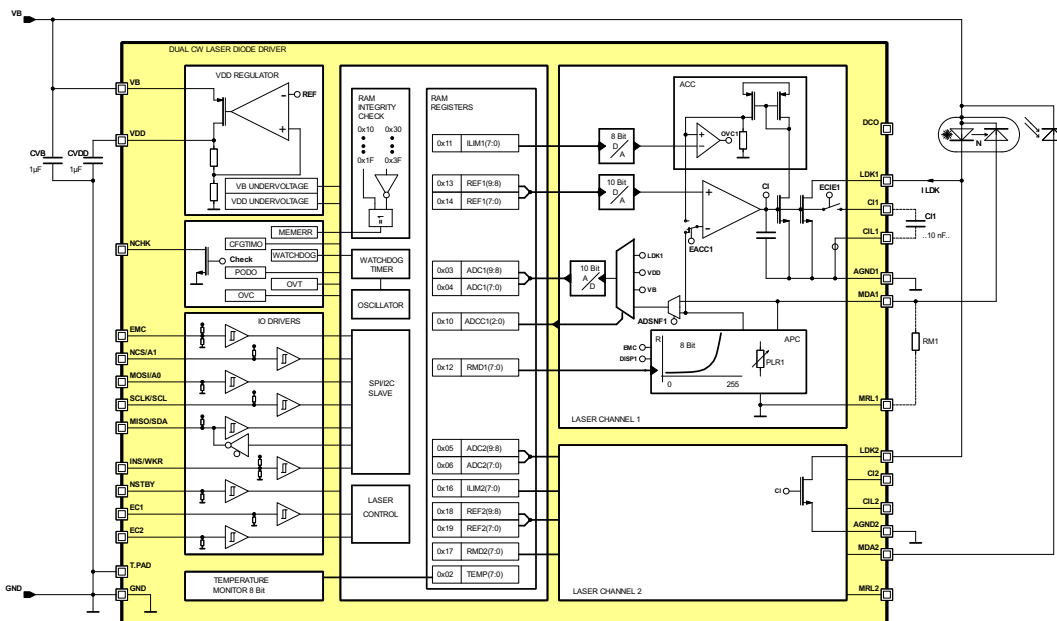 VB
DUAL CW LASER DIODE DRIVER
VB
VDD
CVB
1µF
CVDD
1µF
NCHK
EMC
NCS/A1
MOSI/A0
SCLK/SCL
MISO/SDA
INS/WKR
NSTBY
EC1
EC2
T.PAD
GND
GND
VDD REGULATOR
REF
VB UNDERVOLTAGE
VDD UNDERVOLTAGE
MEMERR
CFGTIMO
Check
WATCHDOG
PODO
OVT
OVC
IO DRIVERS
TEMPERATURE
MONITOR 8 Bit
RAM
INTEGRITY
CHECK
0x10 0x30
0x1F 0x3F
=1
WATCHDOG
TIMER
OSCILLATOR
SPI/I2C
SLAVE
LASER
CONTROL
RAM
REGISTERS
0x11 ILIM1(7:0)
0x13 REF1(9:8)
0x14 REF1(7:0)
0x03 ADC1(9:8)
0x04 ADC1(7:0)
0x10 ADCC1(2:0)
0x12 RMD1(7:0)
0x05 ADC2(9:8)
0x06 ADC2(7:0)
0x16 ILIM2(7:0)
0x18 REF2(9:8)
0x19 REF2(7:0)
0x17 RMD2(7:0)
0x02 TEMP(7:0)
8 Bit
D
A
10 Bit
D
A
10 Bit
A
D
ACC
OVC1
CI
ECIE1
EACC1
LDK1
VDD
VB
ADSNF1
EMC
DISP1
R
8 Bit
0
255
APC
PLR1
LASER CHANNEL 1
CI
LASER CHANNEL 2
DCO
LDK1
CI1
CIL1
AGND1
MDA1
MRL1
LDK2
CI2
CIL2
AGND2
MDA2
MRL2
N
I LDK
CI1
..10 nF..
RM1